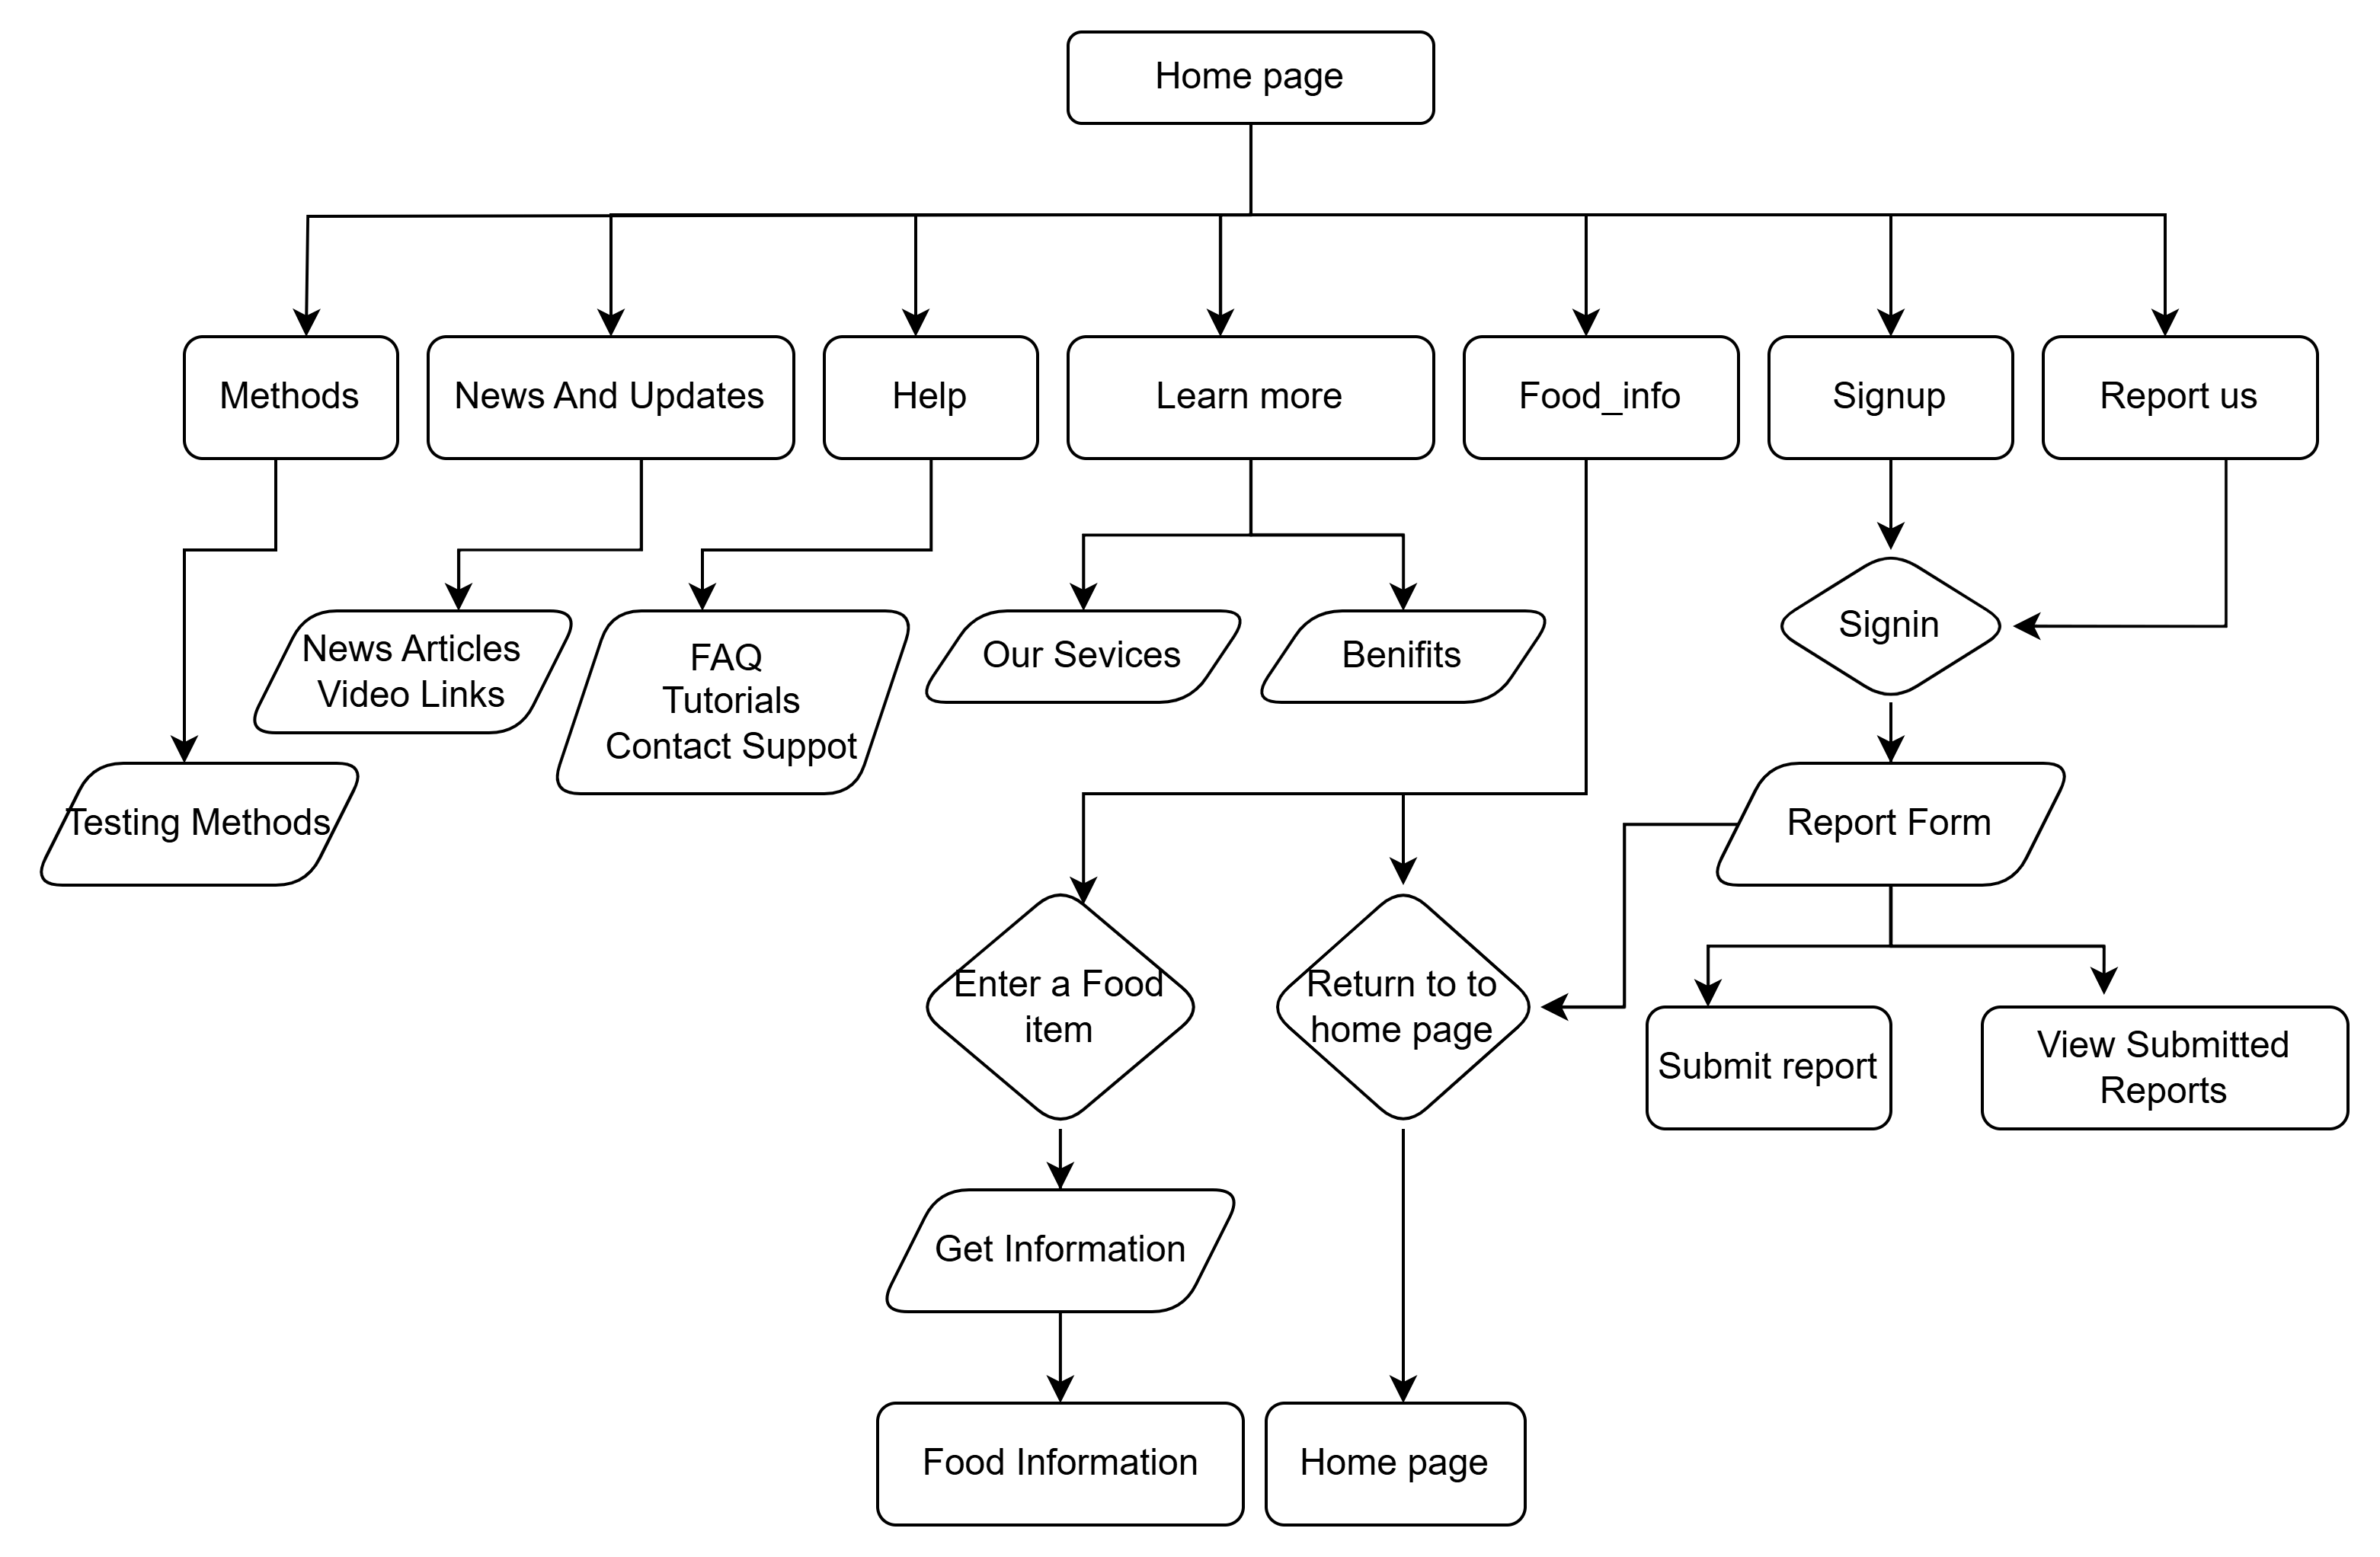 Home page
Methods
News And Updates
Help
Learn more
Food_info
Signup
Report us
News Articles
Video Links
FAQ
Tutorials
Contact Suppot
Our Sevices
Benifits
Signin
Testing Methods
Report Form
Enter a Food
item
Return to to
home page
Submit report
View Submitted
Reports
Get Information
Food Information
Home page